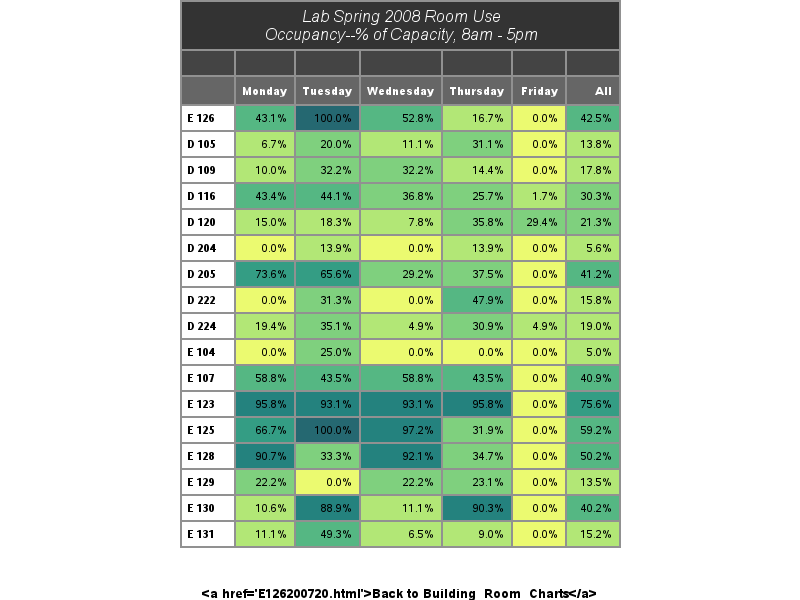 Lab Spring 2008 Room Use
Occupancy--% of Capacity, 8am - 5pm
Monday Tuesday Wednesday Thursday Friday All
E 126 43.1% 100.0% 52.8% 16.7% 0.0% 42.5%
D 105 6.7% 20.0% 11.1% 31.1% 0.0% 13.8%
D 109 10.0% 32.2% 32.2% 14.4% 0.0% 17.8%
D 116 43.4% 44.1% 36.8% 25.7% 1.7% 30.3%
D 120 15.0% 18.3% 7.8% 35.8% 29.4% 21.3%
D 204 0.0% 13.9% 0.0% 13.9% 0.0% 5.6%
D 205 73.6% 65.6% 29.2% 37.5% 0.0% 41.2%
D 222 0.0% 31.3% 0.0% 47.9% 0.0% 15.8%
D 224 19.4% 35.1% 4.9% 30.9% 4.9% 19.0%
E 104 0.0% 25.0% 0.0% 0.0% 0.0% 5.0%
E 107 58.8% 43.5% 58.8% 43.5% 0.0% 40.9%
E 123 95.8% 93.1% 93.1% 95.8% 0.0% 75.6%
E 125 66.7% 100.0% 97.2% 31.9% 0.0% 59.2%
E 128 90.7% 33.3% 92.1% 34.7% 0.0% 50.2%
E 129 22.2% 0.0% 22.2% 23.1% 0.0% 13.5%
E 130 10.6% 88.9% 11.1% 90.3% 0.0% 40.2%
E 131 11.1% 49.3% 6.5% 9.0% 0.0% 15.2%
<a href='E126200720.html'>Back to Building_Room_Charts</a>